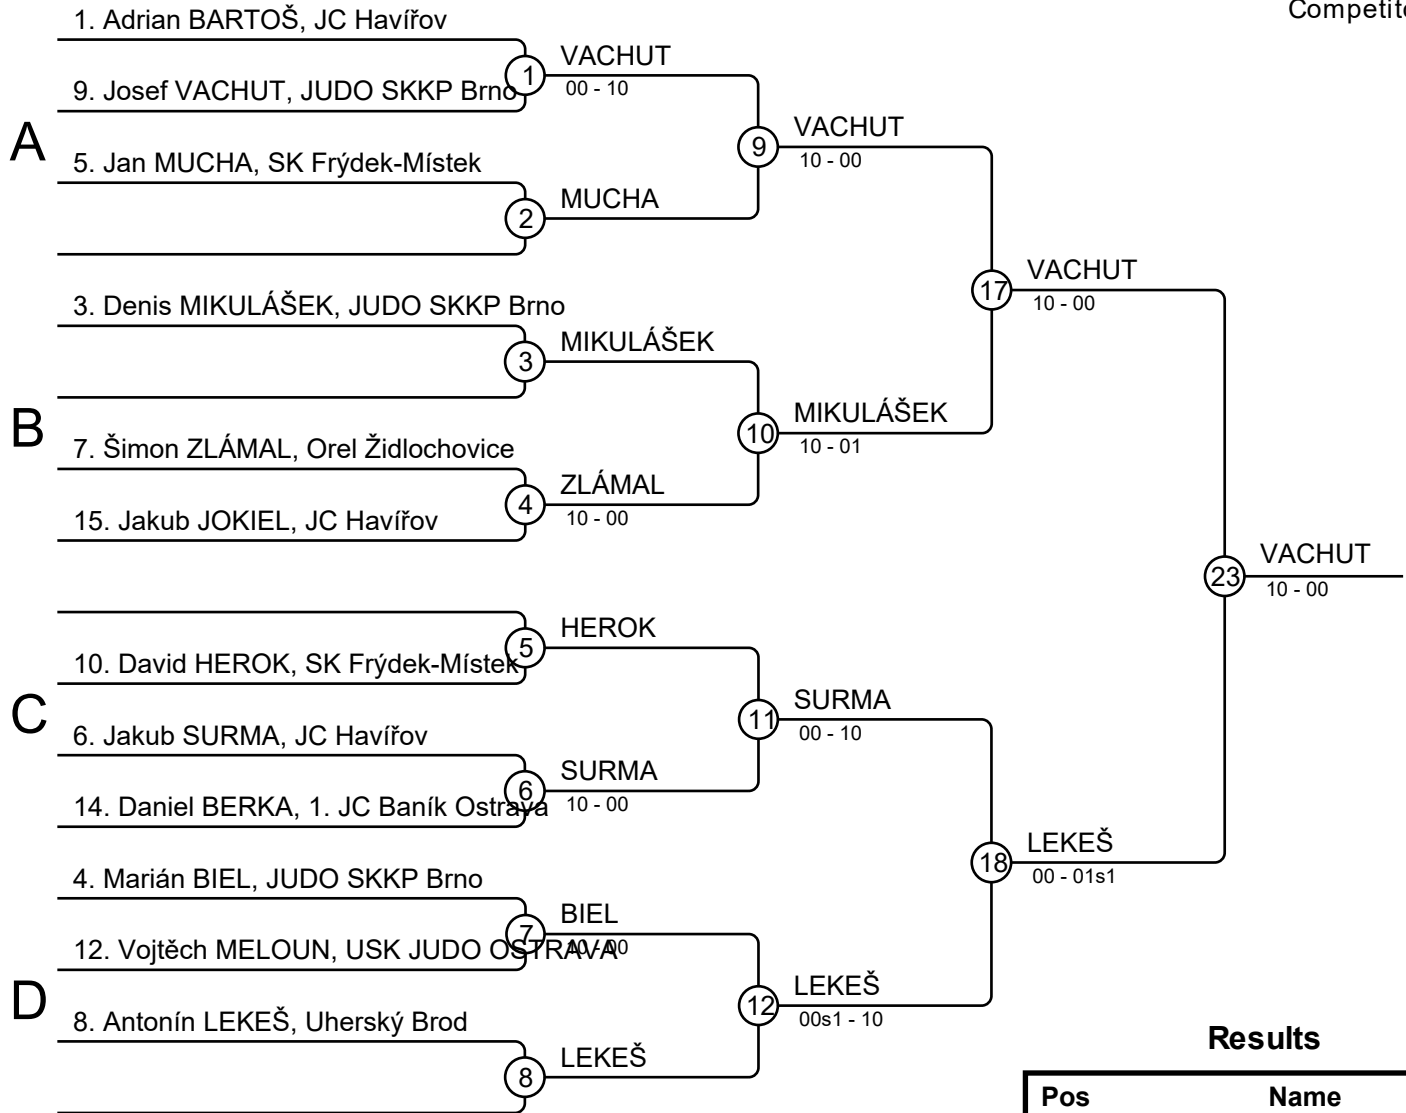 1. Adrian BARTOŠ, JC Havířov
Competit
9. Josef VACHUT, JUDO SKKP Brno
1
VACHUT
00 - 10
A
5. Jan MUCHA, SK Frýdek-Místek
2
MUCHA
9
VACHUT
10 - 00
3. Denis MIKULÁŠEK, JUDO SKKP Brno
3
MIKULÁŠEK
B
7. Šimon ZLÁMAL, Orel Židlochovice
4
ZLÁMAL
10 - 00
15. Jakub JOKIEL, JC Havířov
10
MIKULÁŠEK
10 - 01
17
VACHUT
10 - 00
23
VACHUT
10 - 00
5
HEROK
10. David HEROK, SK Frýdek-Místek
C
6. Jakub SURMA, JC Havířov
6
SURMA
10 - 00
14. Daniel BERKA, 1. JC Baník Ostrava
11
SURMA
00 - 10
4. Marián BIEL, JUDO SKKP Brno
7
BIEL
10 - 00
12. Vojtěch MELOUN, USK JUDO OSTRAVA
D
8. Antonín LEKEŠ, Uherský Brod
8
LEKEŠ
12
LEKEŠ
00s1 - 10
18
LEKEŠ
00 - 01s1
Results
Pos Name